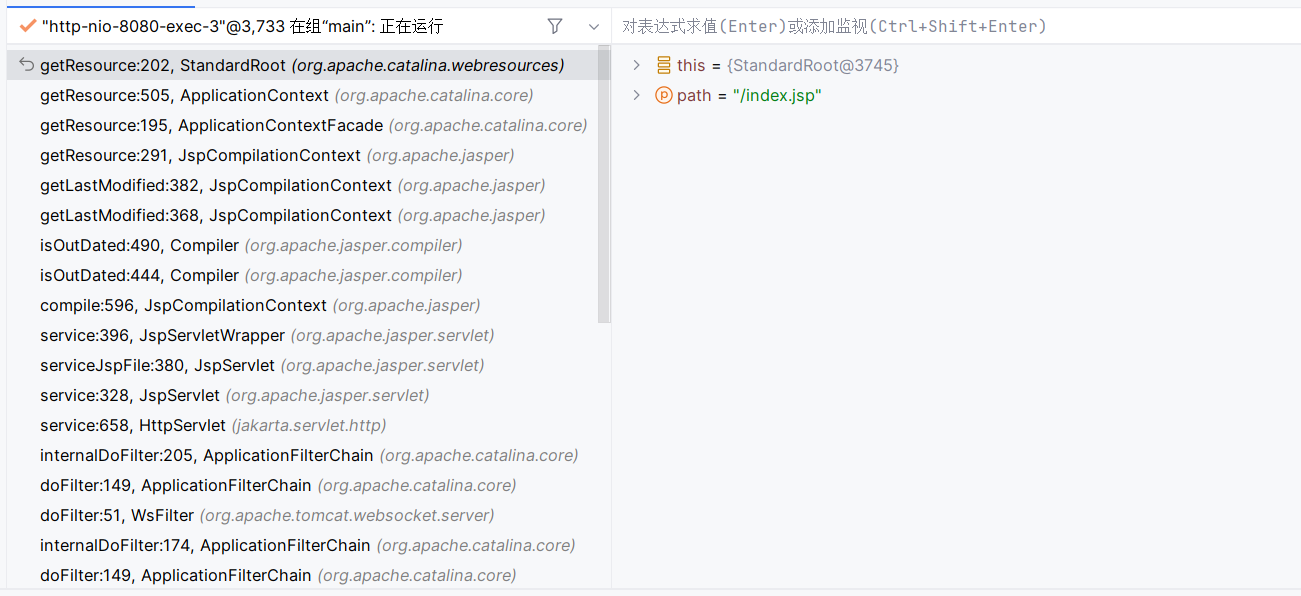 "http-nio-8080-exec-3"@3,733 在组“main”: 正在运行
getResource:202, StandardRoot (org.apache.catalina.webresources)
getResource:505, ApplicationContext (org.apache.catalina.core)
getResource:195, ApplicationContextFacade (org.apache.catalina.core)
getResource:291, JspCompilationContext (org.apache.jasper)
getLastModified:382, JspCompilationContext (org.apache.jasper)
getLastModified:368, JspCompilationContext (org.apache.jasper)
isOutDated:490, Compiler (org.apache.jasper.compiler)
isOutDated:444, Compiler (org.apache.jasper.compiler)
compile:596, JspCompilationContext (org.apache.jasper)
service:396, JspServletWrapper (org.apache.jasper.servlet)
serviceJspFile:380, JspServlet (org.apache.jasper.servlet)
service:328, JspServlet (org.apache.jasper.servlet)
service:658, HttpServlet (jakarta.servlet.http)
internalDoFilter:205, ApplicationFilterChain (org.apache.catalina.core)
doFilter:149, ApplicationFilterChain (org.apache.catalina.core)
doFilter:51, WsFilter (org.apache.tomcat.websocket.server)
internalDoFilter:174, ApplicationFilterChain (org.apache.catalina.core)
doFilter:149, ApplicationFilterChain (org.apache.catalina.core)
对表达式求值(Enter)或添加监视(Ctrl+Shift+Enter)
this = {StandardRoot@3745}
p path = "/index.jsp"